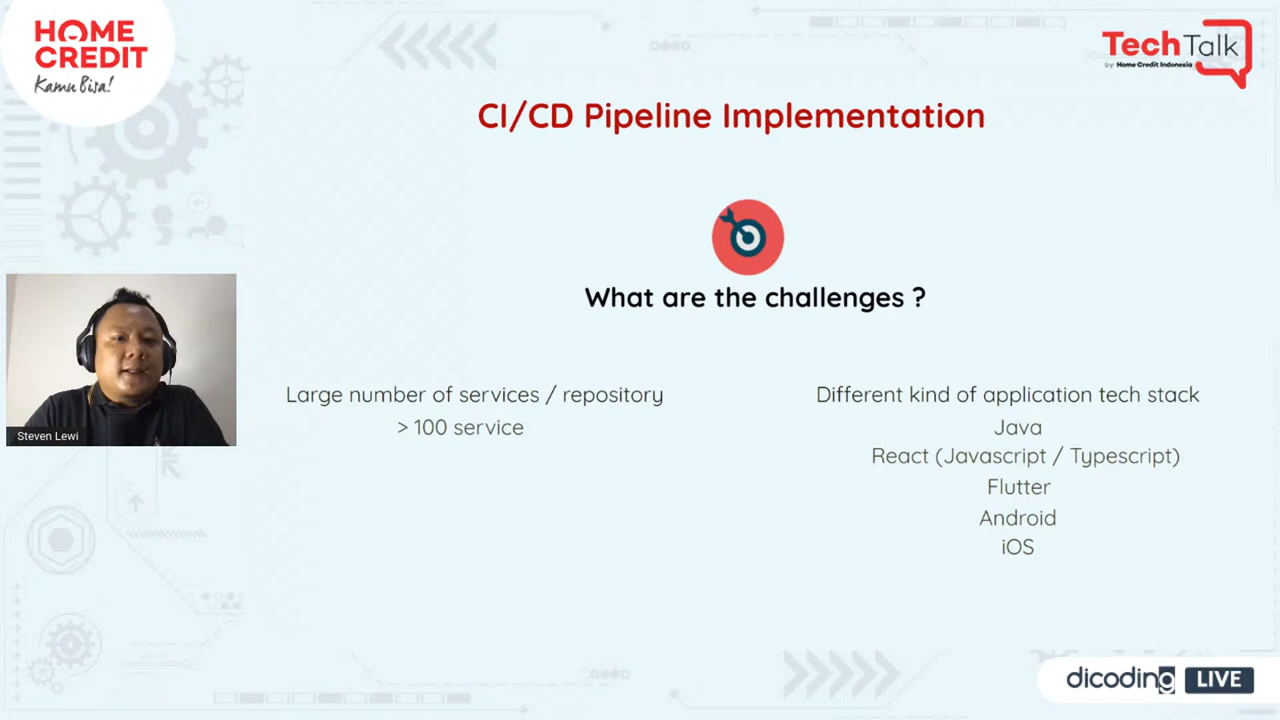 HOME
CREDIT
Kamu Bisa!
Tech Talk
by Home Credit Indonesia
CI/CD Pipeline Implementation
What are the challenges ?
Large number of services / repository
> 100 service
Different kind of application tech stack
Java
React (Javascript / Typescript)
Flutter
Android
iOS
Steven Lewi
dicoding LIVE